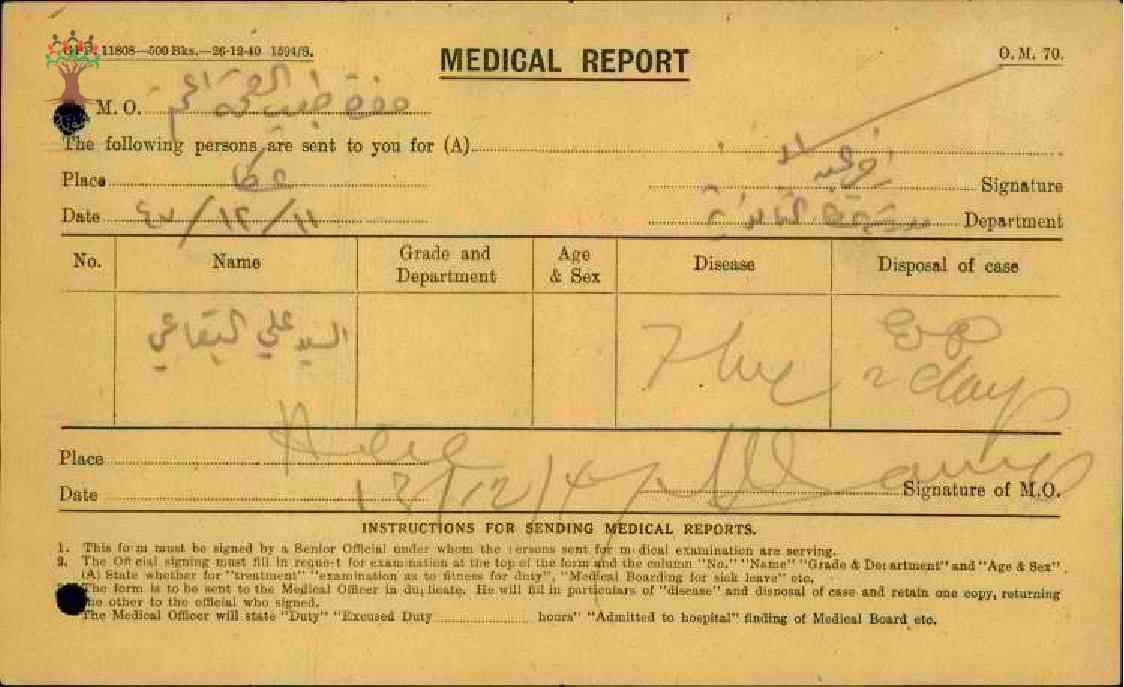 G.P.P. 11808—500 Bks.—26-12-40 1594/S.
MEDICAL REPORT
O.M. 70.
M. O. حضرة طبيب
The following persons are sent to you for (A)
Place عكا
Signature
Date ١١/١٢/٤٧
Department
No. Name Grade and Department Age & Sex Disease Disposal of case
السيد علي البقاعي
2 days
Place
Date 12/12/47 Signature of M.O.
INSTRUCTIONS FOR SENDING MEDICAL REPORTS.
1. This form must be signed by a Senior Official under whom the persons sent for medical examination are serving.
2. The Official signing must fill in request for examination at the top of the form and the column "No." "Name" "Grade & Department" and "Age & Sex".
(A) State whether for "treatment" "examination as to fitness for duty", "Medical Boarding for sick leave" etc.
The form is to be sent to the Medical Officer in duplicate. He will fill in particulars of "disease" and disposal of case and retain one copy, returning
the other to the official who signed.
The Medical Officer will state "Duty" "Excused Duty hours" "Admitted to hospital" finding of Medical Board etc.